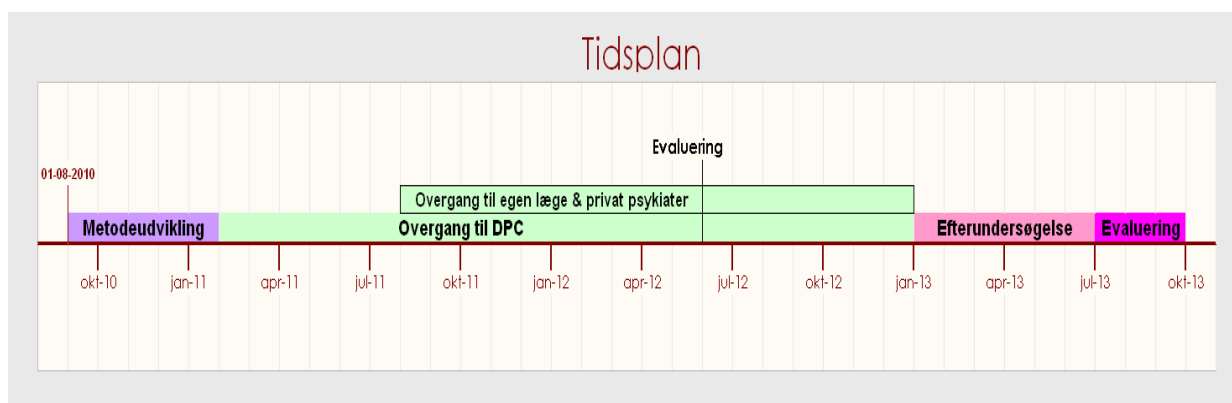 Tidsplan
Evaluering
01-08-2010
Overgang til egen læge & privat psykiater
Metodeudvikling Overgang til DPC Efterundersøgelse Evaluering
okt-10 jan-11 apr-11 jul-11 okt-11 jan-12 apr-12 jul-12 okt-12 jan-13 apr-13 jul-13 okt-13